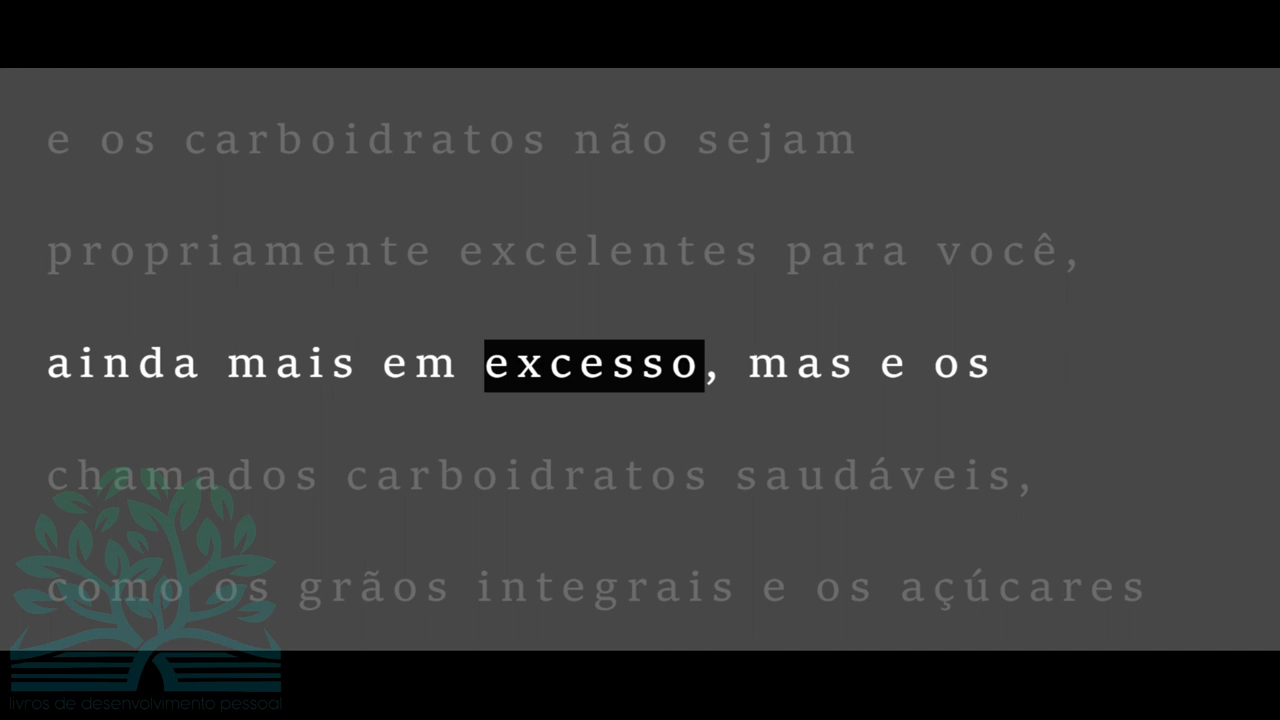 e os carboidratos não sejam
propriamente excelentes para você,
ainda mais em excesso, mas e os
chamados carboidratos saudáveis,
como os grãos integrais e os açúcares
livros de desenvolvimento pessoal